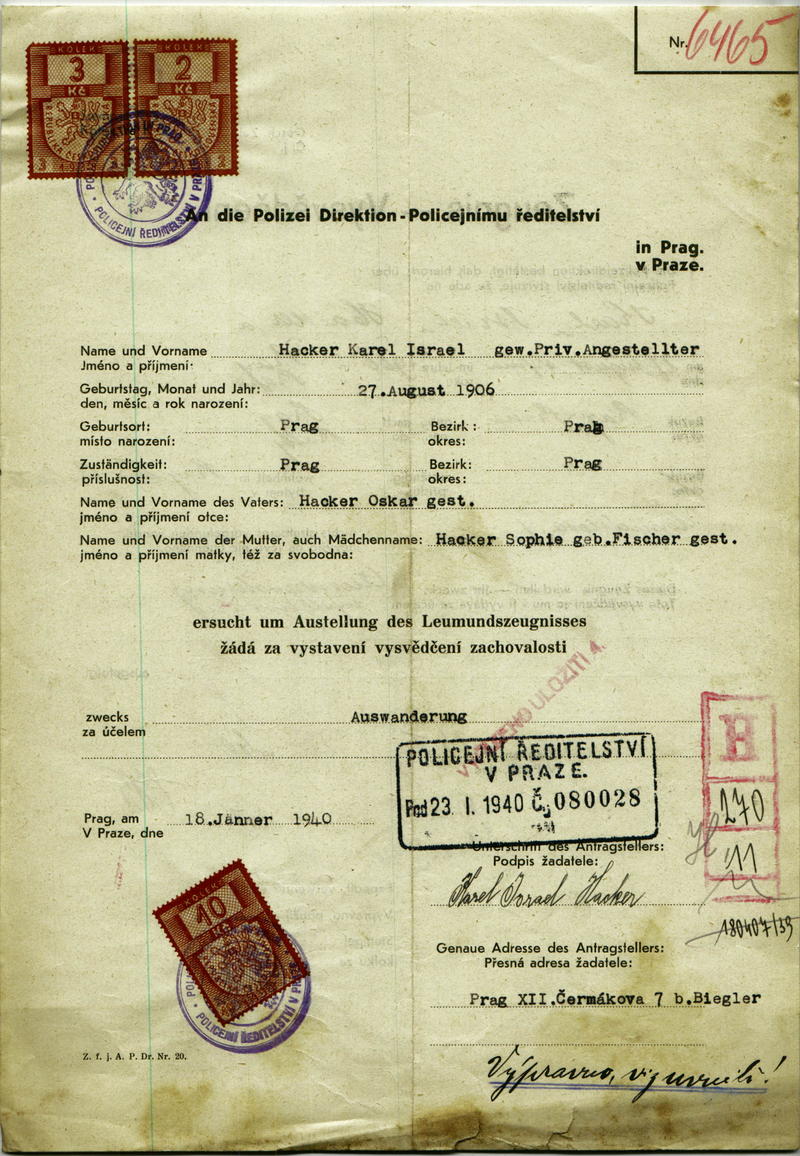 KOLEK KOLEK
3 2
Kč Kč
Nr. 6465
POLICEJNÍ ŘEDITELSTVÍ V PRAZE
An die Polizei Direktion-Policejnímu ředitelství
in Prag.
v Praze.
Name und Vorname Hacker Karel Israel gew.Priv.Angestellter
Jméno a příjmení:
Geburtstag, Monat und Jahr: 27.August 1906
den, měsíc a rok narození:
Geburtsort: Prag Bezirk: Prag
místo narození: okres:
Zuständigkeit: Prag Bezirk: Prag
příslušnost: okres:
Name und Vorname des Vaters: Hacker Oskar gest.
jméno a příjmení otce:
Name und Vorname der Mutter, auch Mädchenname: Hacker Sophie geb.Fischer gest.
jméno a příjmení matky, též za svobodna:
ersucht um Austellung des Leumundszeugnisses
žádá za vystavení vysvědčení zachovalosti
zwecks Auswanderung
za účelem
POLICEJNÍ ŘEDITELSTVÍ
V PRAZE.
Pod 23. I. 1940 Č.j 080028
H
270
11
Prag, am 18.Jänner 1940
V Praze, dne
Unterschrift des Antragstellers:
Podpis žadatele:
Karel Israel Hacker
180407/39
KOLEK
10
Kč
POLICEJNÍ ŘEDITELSTVÍ V PRAZE
Genaue Adresse des Antragstellers:
Přesná adresa žadatele:
Prag XII.Čermákova 7 b.Biegler
Z. f. j. A. P. Dr. Nr. 20.